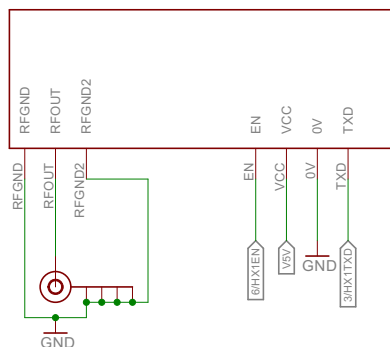 RFGND
RFOUT
RFGND2
EN
VCC
0V
TXD
RFGND
RFOUT
RFGND2
EN
VCC
0V
TXD
6/HX1EN
V5V
GND
3/HX1TXD
GND